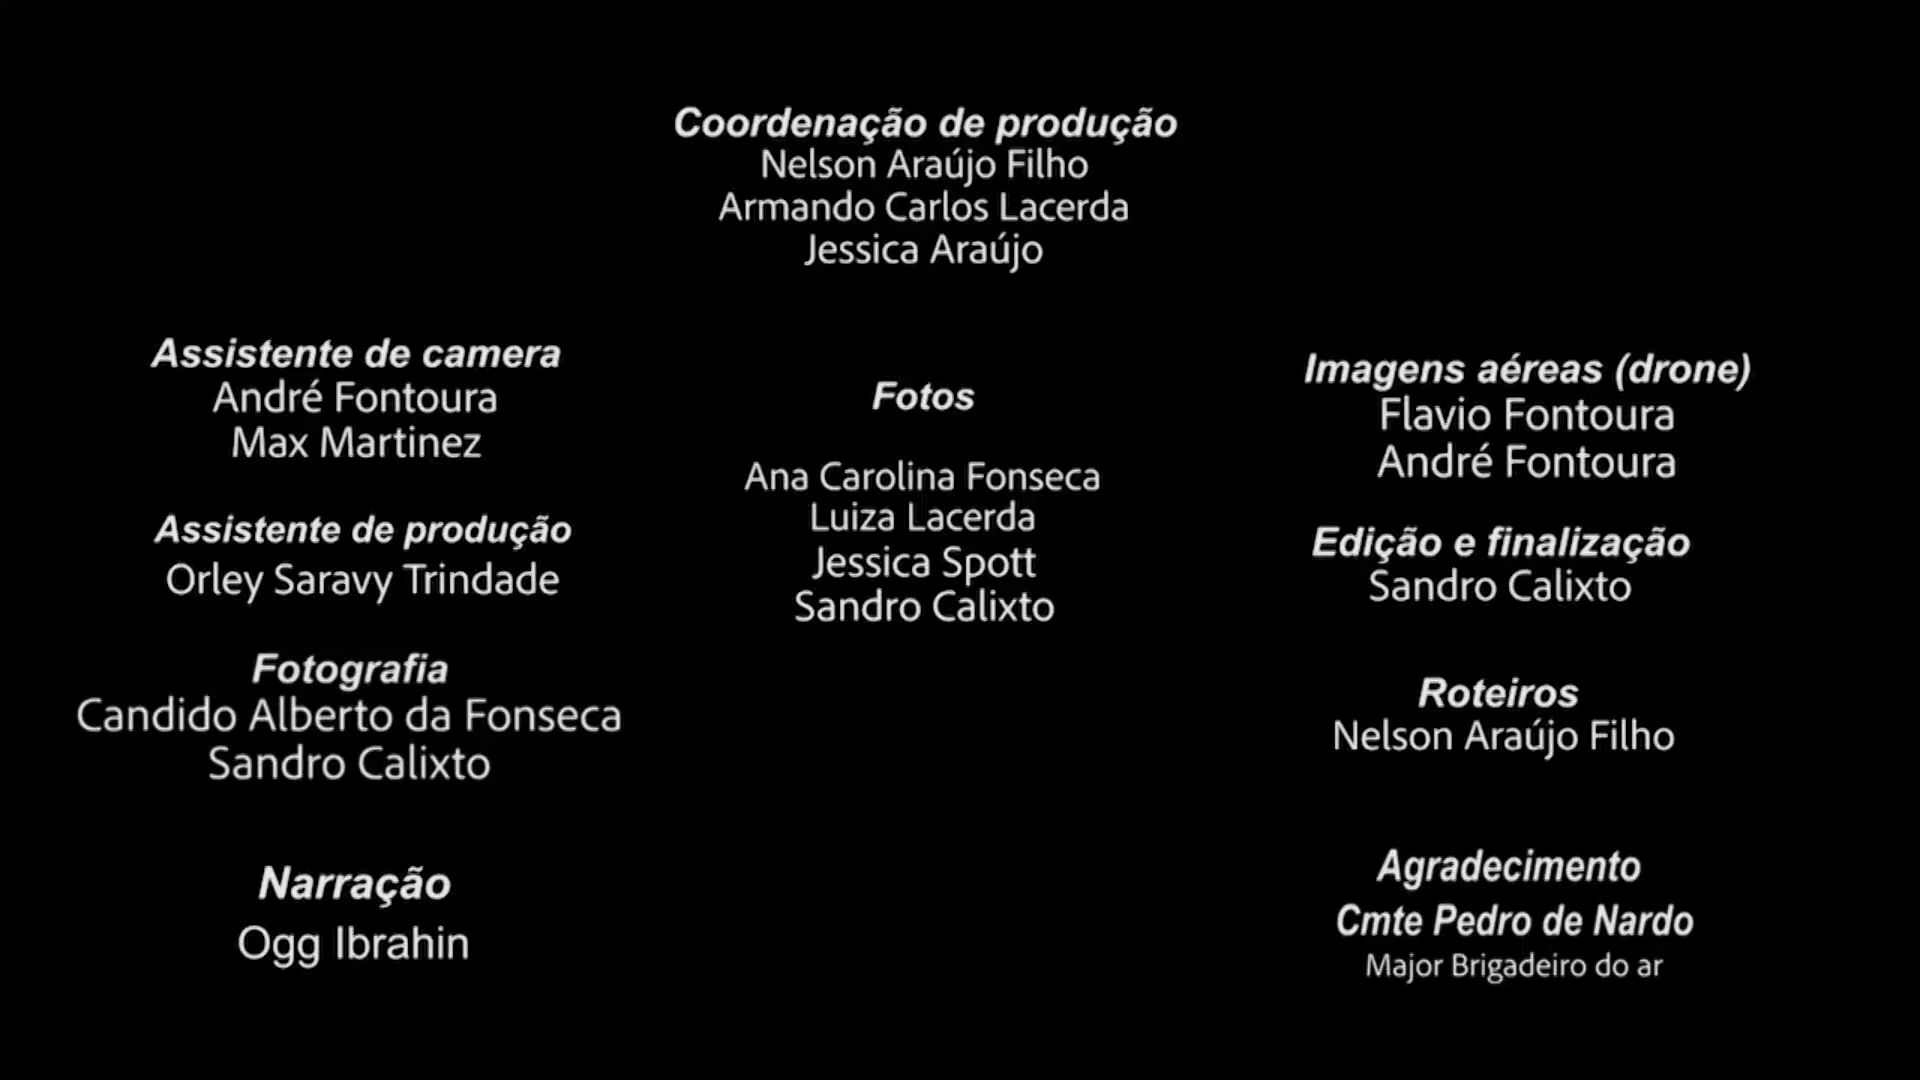 Coordenação de produção
Nelson Araújo Filho
Armando Carlos Lacerda
Jessica Araújo
Assistente de camera
André Fontoura
Max Martinez
Assistente de produção
Orley Saravy Trindade
Fotografia
Candido Alberto da Fonseca
Sandro Calixto
Narração
Ogg Ibrahin
Fotos
Ana Carolina Fonseca
Luiza Lacerda
Jessica Spott
Sandro Calixto
Imagens aéreas (drone)
Flavio Fontoura
André Fontoura
Edição e finalização
Sandro Calixto
Roteiros
Nelson Araújo Filho
Agradecimento
Cmte Pedro de Nardo
Major Brigadeiro do ar